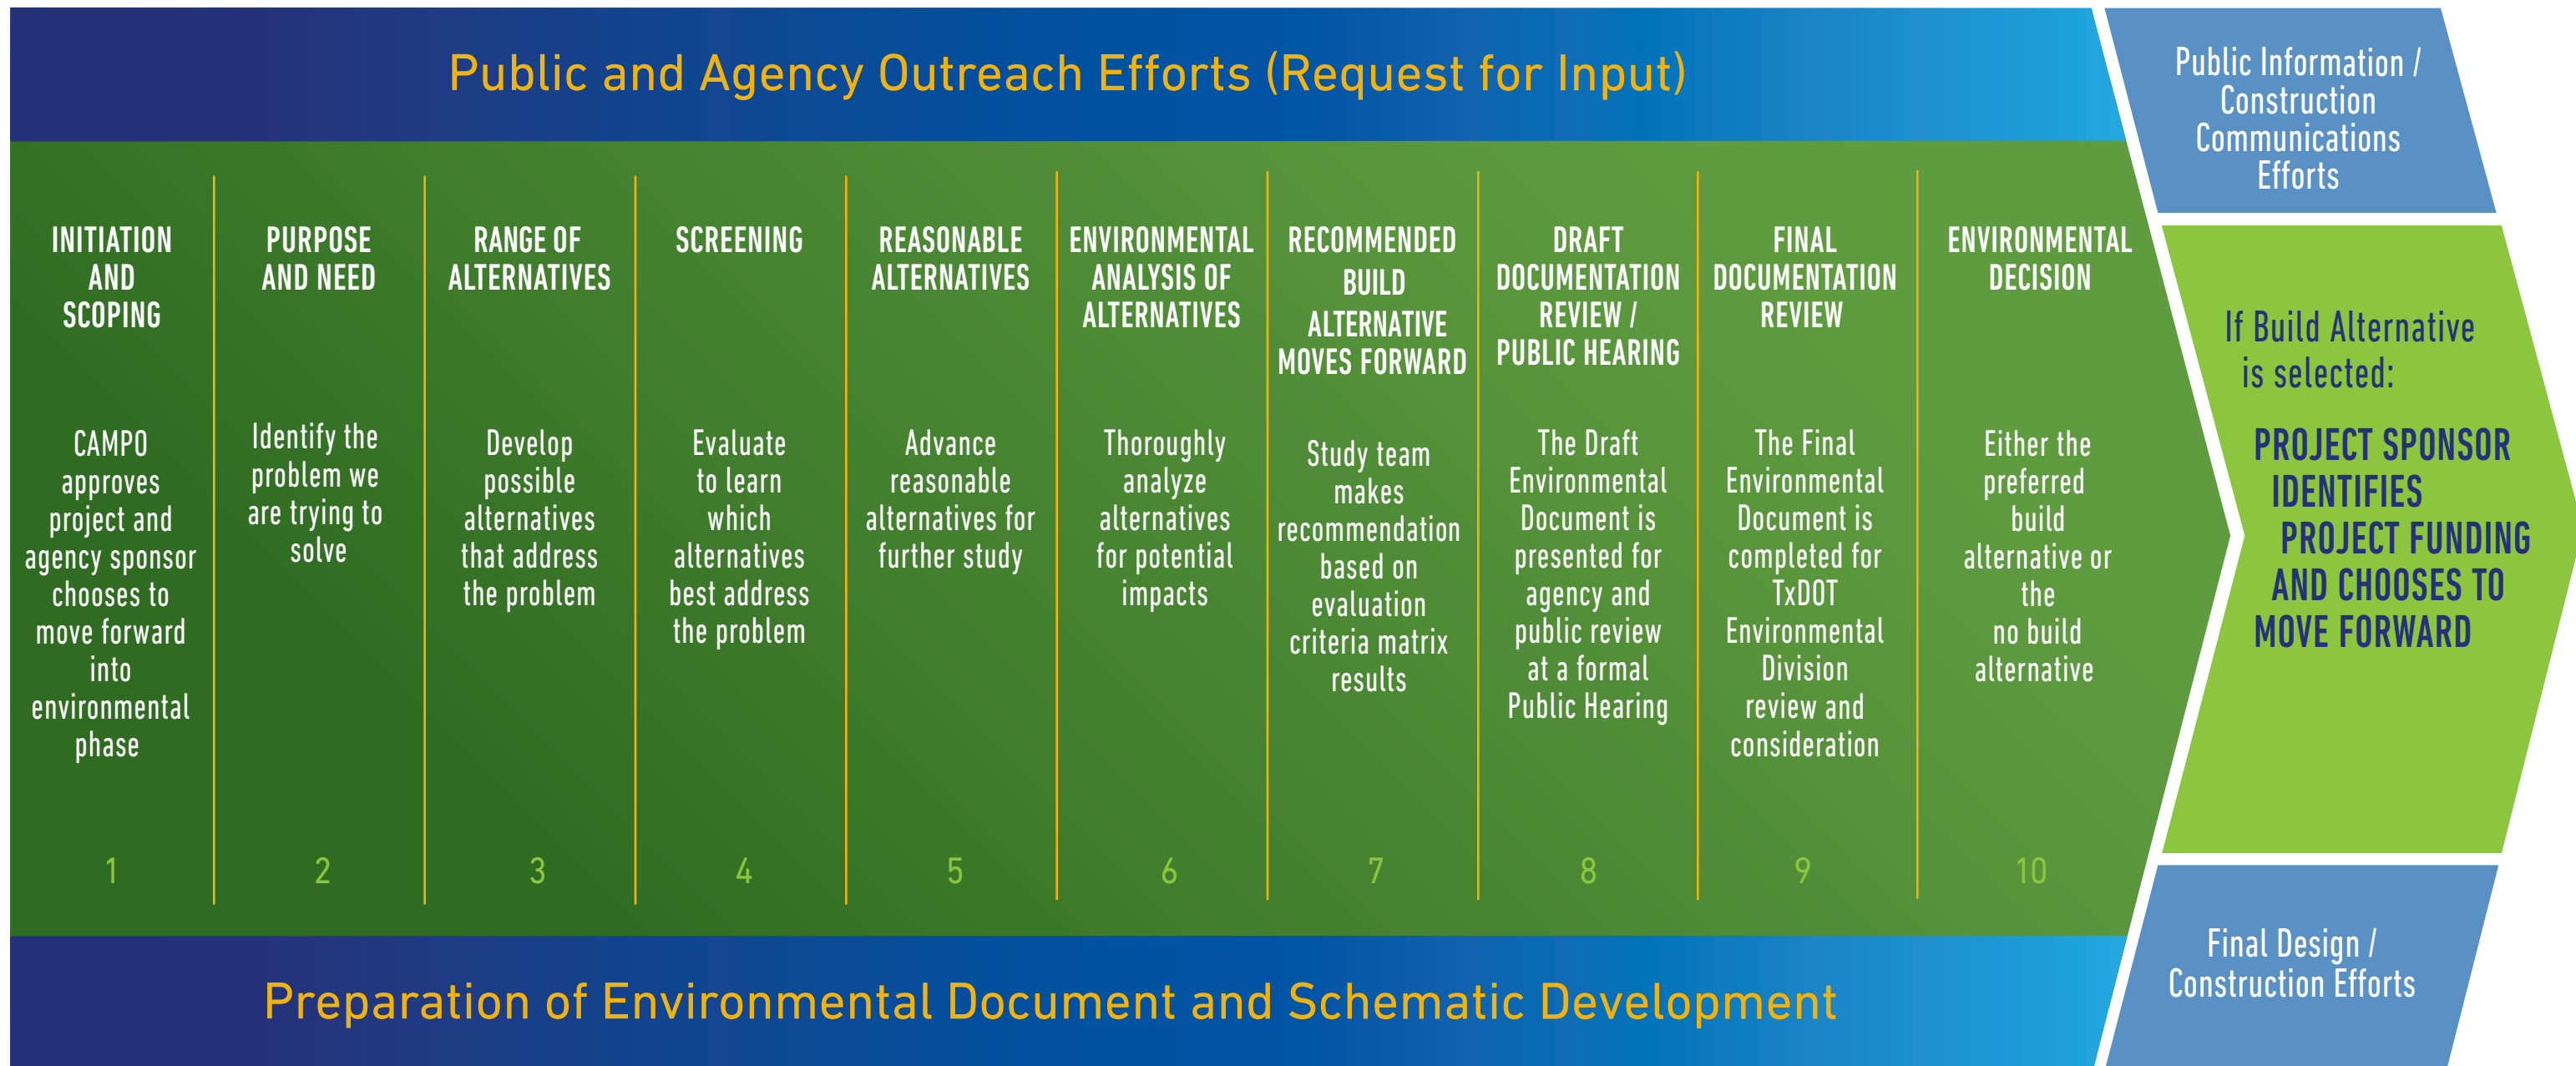 Public and Agency Outreach Efforts (Request for Input)
INITIATION
AND
SCOPING
CAMPO
approves
project and
agency sponsor
chooses to
move forward
into
environmental
phase
1
PURPOSE
AND NEED
Identify the
problem we
are trying to
solve
2
RANGE OF
ALTERNATIVES
Develop
possible
alternatives
that address
the problem
3
SCREENING
Evaluate
to learn
which
alternatives
best address
the problem
4
REASONABLE
ALTERNATIVES
Advance
reasonable
alternatives for
further study
5
ENVIRONMENTAL
ANALYSIS OF
ALTERNATIVES
Thoroughly
analyze
alternatives
for potential
impacts
6
RECOMMENDED
BUILD
ALTERNATIVE
MOVES FORWARD
Study team
makes
recommendation
based on
evaluation
criteria matrix
results
7
DRAFT
DOCUMENTATION
REVIEW /
PUBLIC HEARING
The Draft
Environmental
Document is
presented for
agency and
public review
at a formal
Public Hearing
8
FINAL
DOCUMENTATION
REVIEW
The Final
Environmental
Document is
completed for
TxDOT
Environmental
Division
review and
consideration
9
ENVIRONMENTAL
DECISION
Either the
preferred
build
alternative or
the
no build
alternative
10
Preparation of Environmental Document and Schematic Development
Public Information /
Construction
Communications
Efforts
If Build Alternative
is selected:
PROJECT SPONSOR
IDENTIFIES
PROJECT FUNDING
AND CHOOSES TO
MOVE FORWARD
Final Design /
Construction Efforts